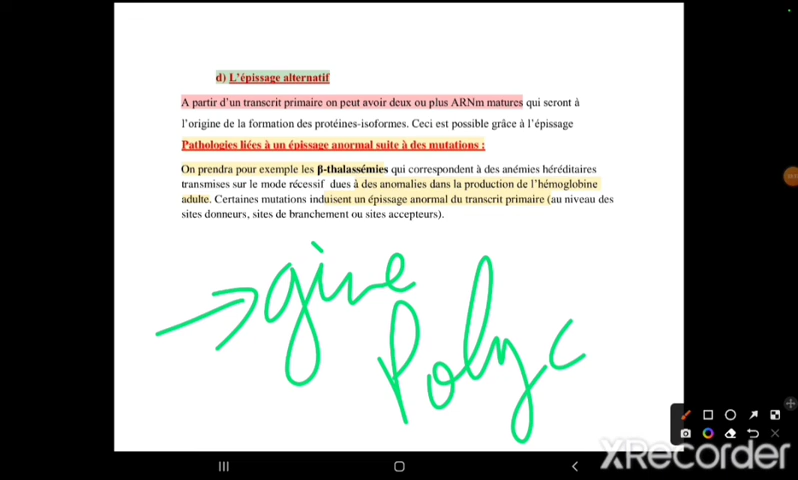 d) L'épissage alternatif
A partir d'un transcrit primaire on peut avoir deux ou plus ARNm matures qui seront à
l'origine de la formation des protéines-isoformes. Ceci est possible grâce à l'épissage
Pathologies liées à un épissage anormal suite à des mutations :
On prendra pour exemple les β-thalassémies qui correspondent à des anémies héréditaires
transmises sur le mode récessif dues à des anomalies dans la production de l'hémoglobine
adulte. Certaines mutations induisent un épissage anormal du transcrit primaire (au niveau des
sites donneurs, sites de branchement ou sites accepteurs).
→ give
Polyc
XRecorder